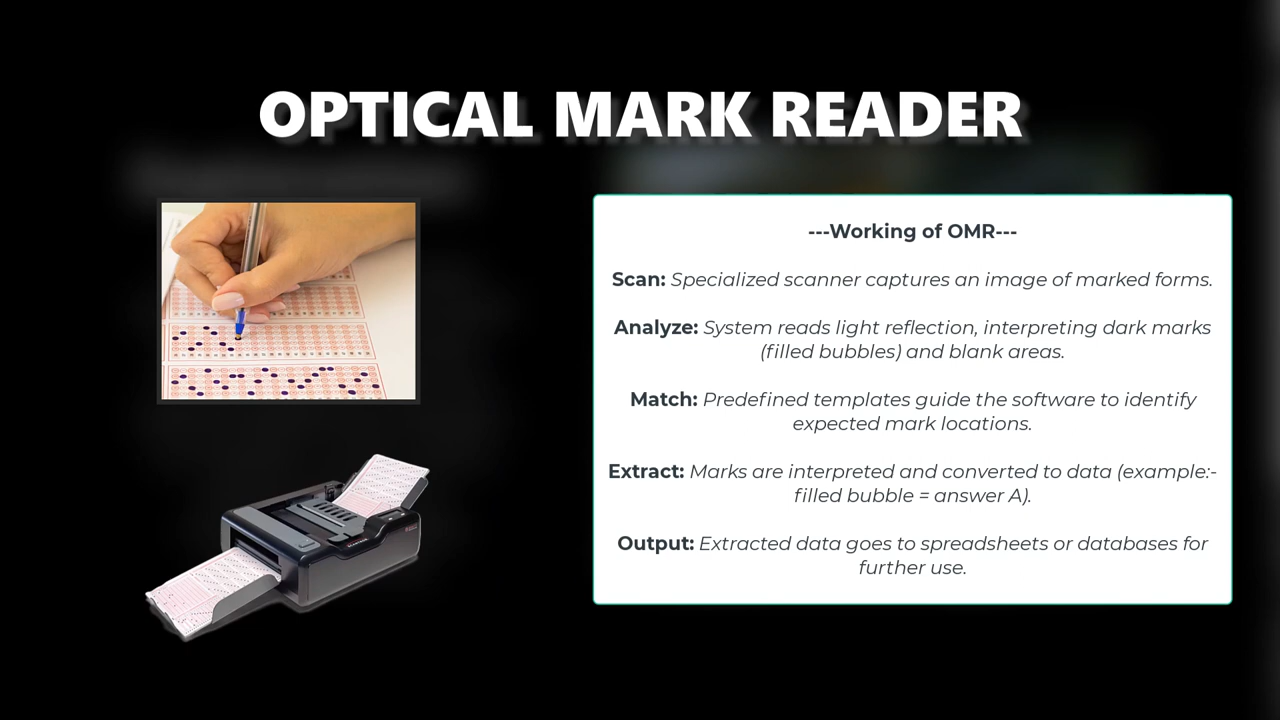 OPTICAL MARK READER
---Working of OMR---
Scan: Specialized scanner captures an image of marked forms.
Analyze: System reads light reflection, interpreting dark marks
(filled bubbles) and blank areas.
Match: Predefined templates guide the software to identify
expected mark locations.
Extract: Marks are interpreted and converted to data (example:-
filled bubble = answer A).
Output: Extracted data goes to spreadsheets or databases for
further use.